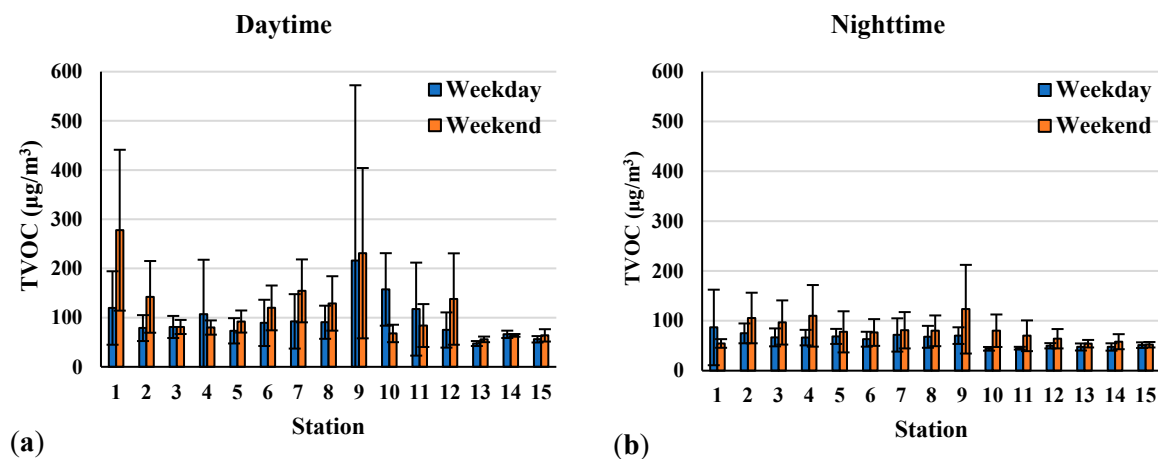 Daytime
600
500
400
300
200
100
0
TVOC (µg/m³)
Weekday
Weekend
1 2 3 4 5 6 7 8 9 10 11 12 13 14 15
Station
(a)
Nighttime
600
500
400
300
200
100
0
TVOC (µg/m³)
Weekday
Weekend
1 2 3 4 5 6 7 8 9 10 11 12 13 14 15
Station
(b)